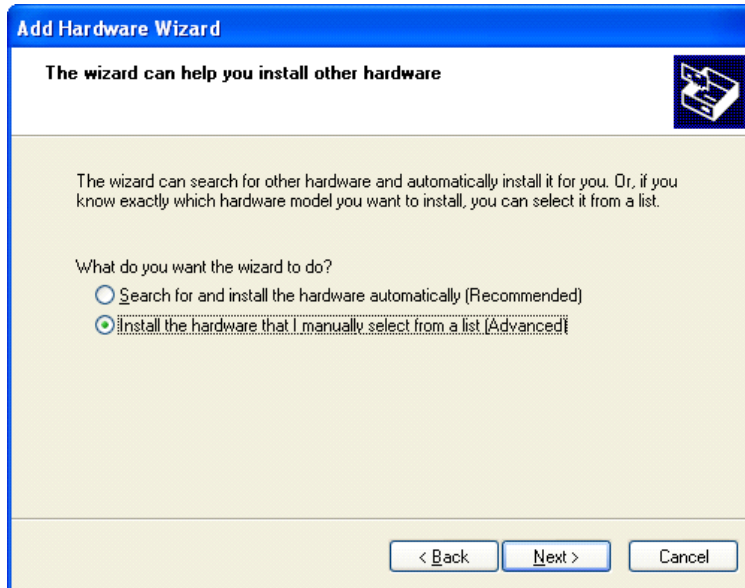 Add Hardware Wizard
The wizard can help you install other hardware
The wizard can search for other hardware and automatically install it for you. Or, if you
know exactly which hardware model you want to install, you can select it from a list.
What do you want the wizard to do?
Search for and install the hardware automatically (Recommended)
Install the hardware that I manually select from a list (Advanced)
< Back Next > Cancel